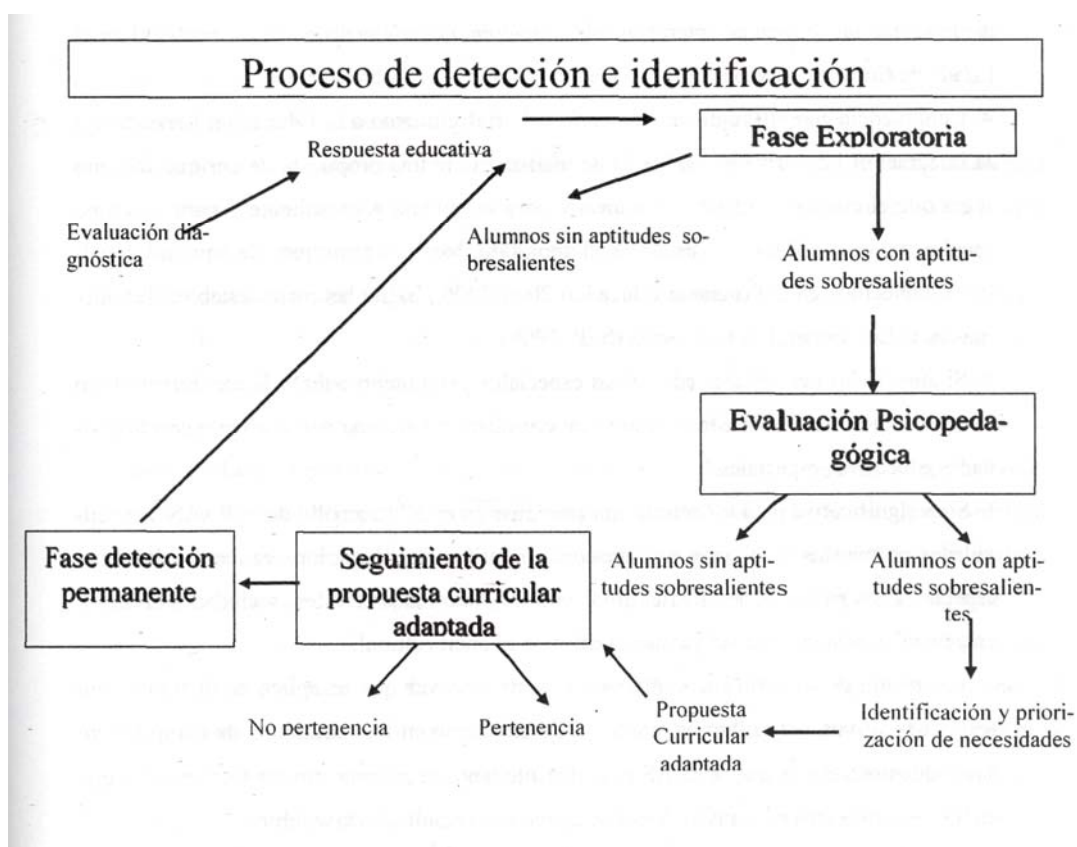 Proceso de detección e identificación
Respuesta educativa
Fase Exploratoria
Evaluación dia-
gnóstica
Alumnos sin aptitudes so-
bresalientes
Alumnos con aptitu-
des sobresalientes
Evaluación Psicopeda-
gógica
Fase detección
permanente
Seguimiento de la
propuesta curricular
adaptada
Alumnos sin apti-
tudes sobresalientes
Alumnos con apti-
tudes sobresalien-
tes
No pertenencia
Pertenencia
Propuesta
Curricular
adaptada
Identificación y priori-
zación de necesidades